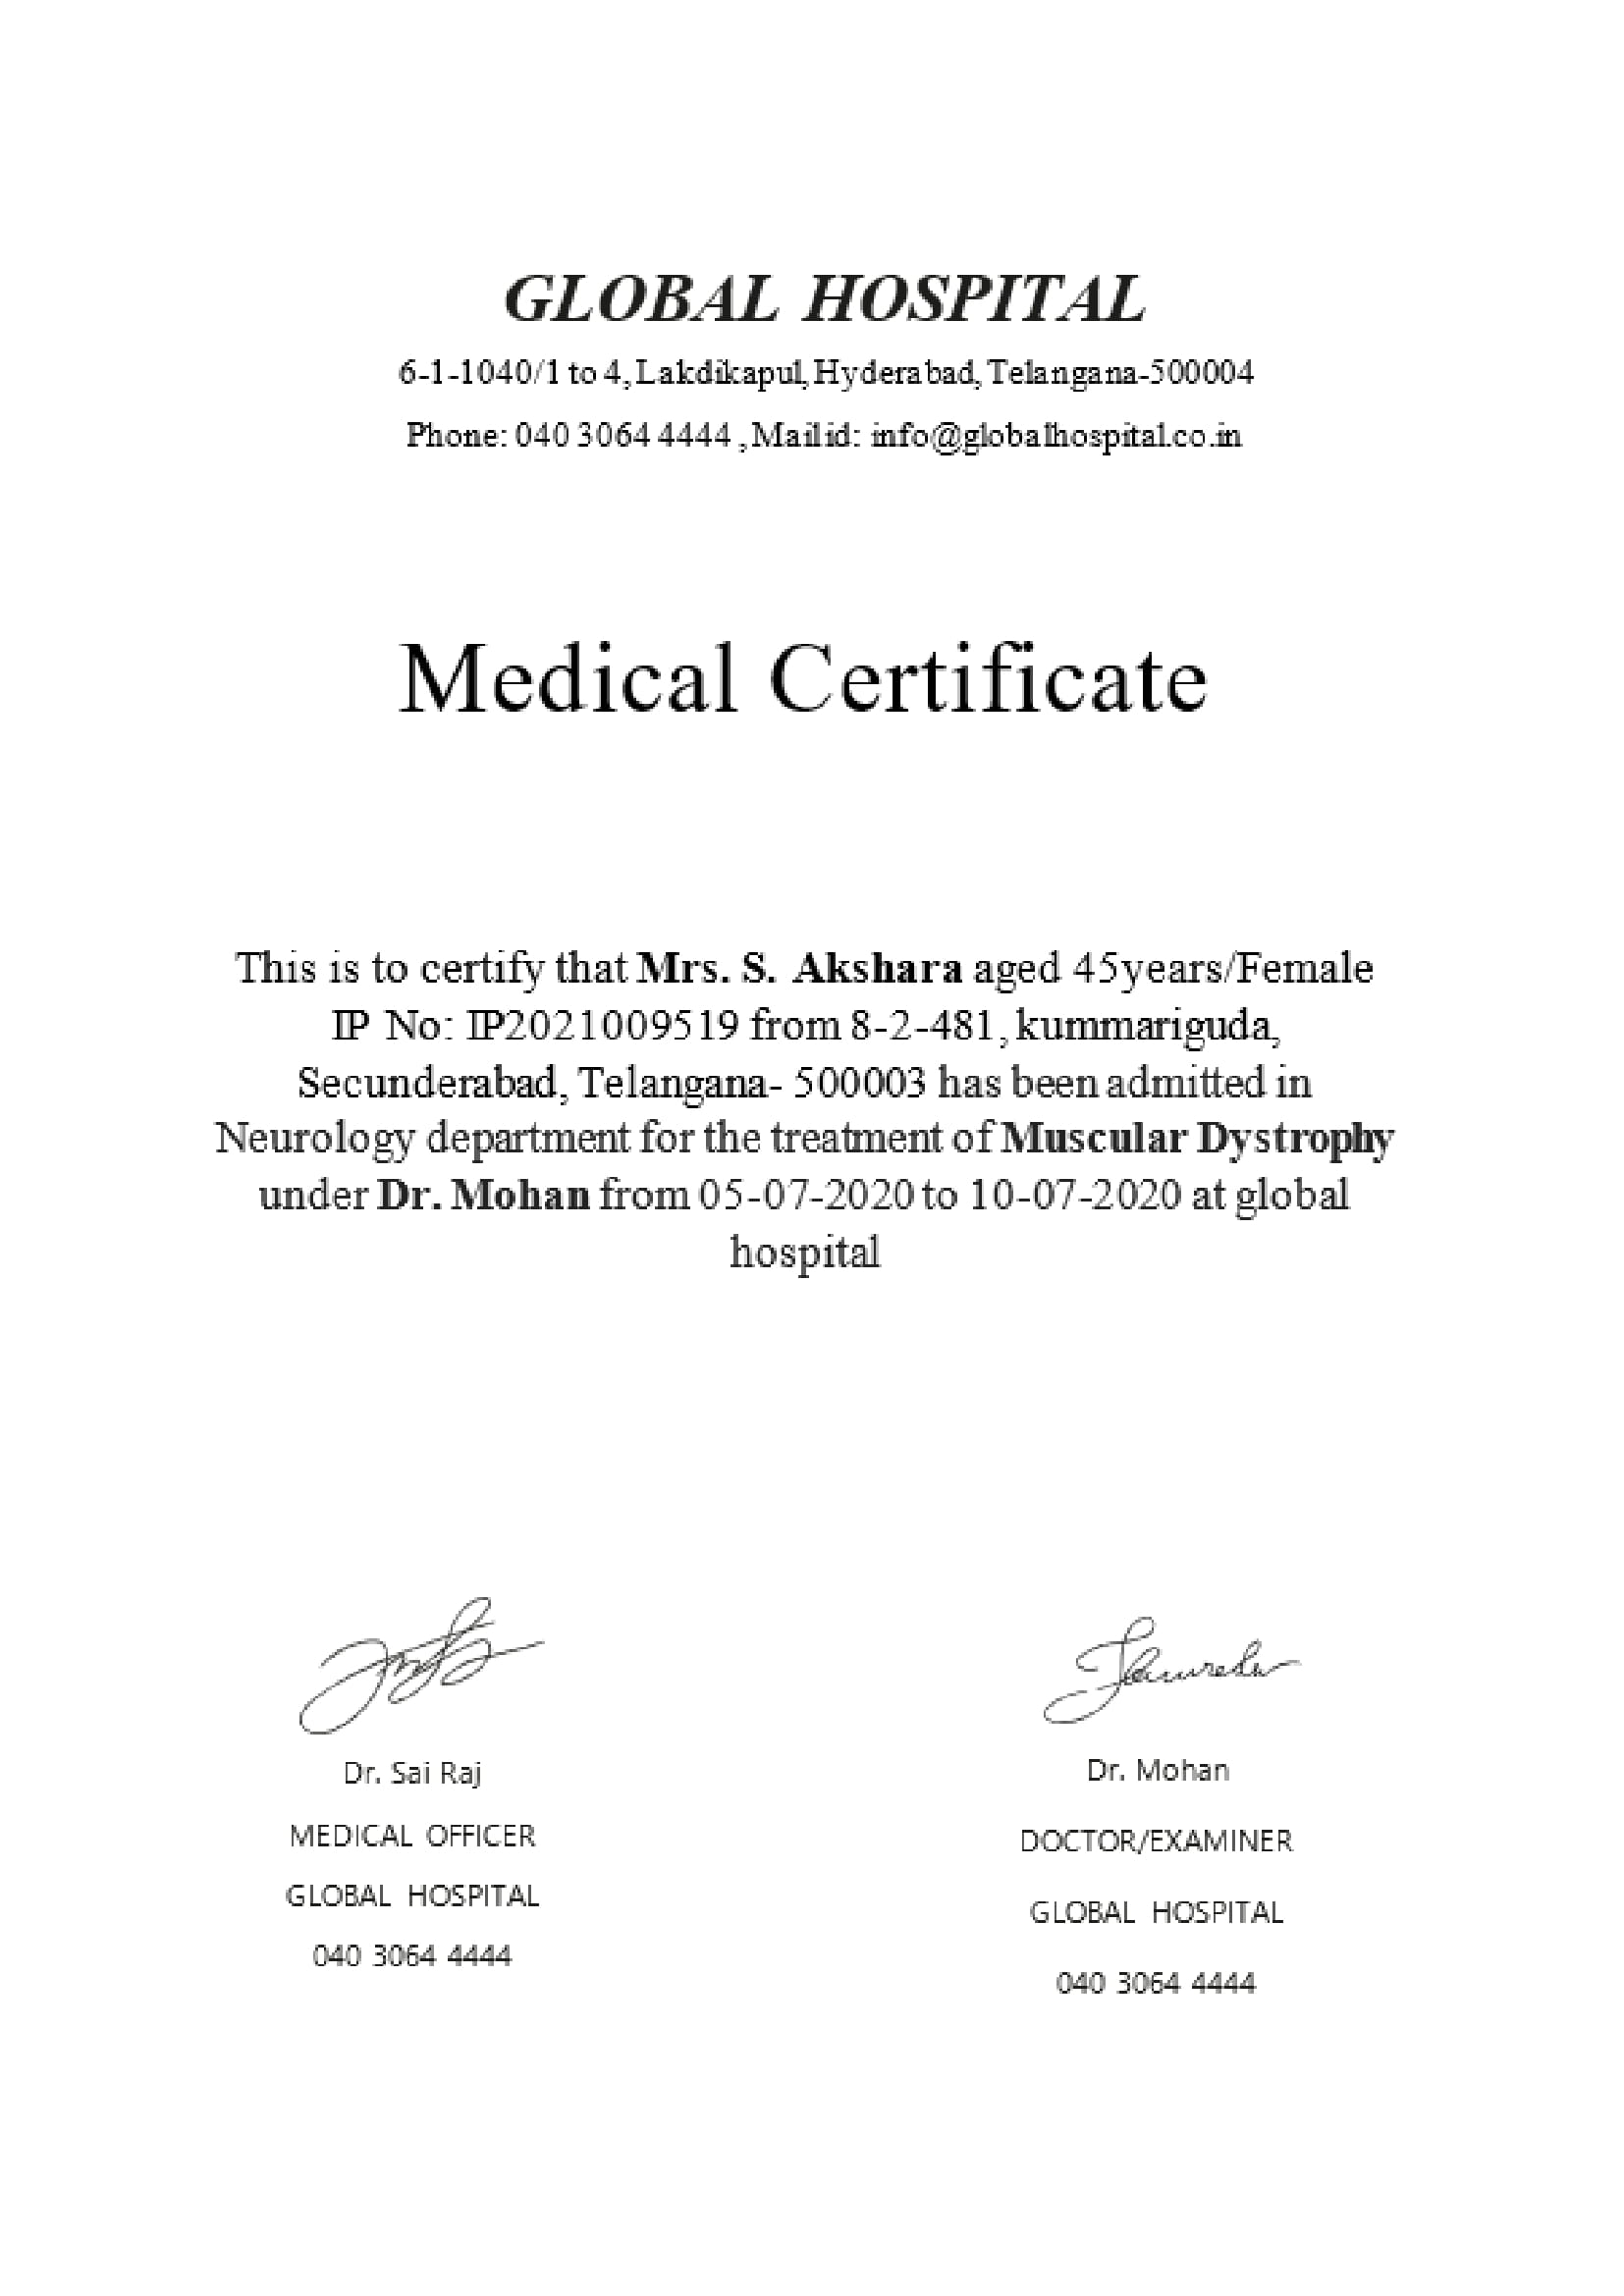 GLOBAL HOSPITAL
6-1-1040/1 to 4, Lakdikapul, Hyderabad, Telangana-500004
Phone: 040 3064 4444 , Mail id: info@globalhospital.co.in
Medical Certificate
This is to certify that Mrs. S. Akshara aged 45years/Female
IP No: IP2021009519 from 8-2-481, kummariguda,
Secunderabad, Telangana- 500003 has been admitted in
Neurology department for the treatment of Muscular Dystrophy
under Dr. Mohan from 05-07-2020 to 10-07-2020 at global
hospital
Dr. Sai Raj
MEDICAL OFFICER
GLOBAL HOSPITAL
040 3064 4444
Dr. Mohan
DOCTOR/EXAMINER
GLOBAL HOSPITAL
040 3064 4444